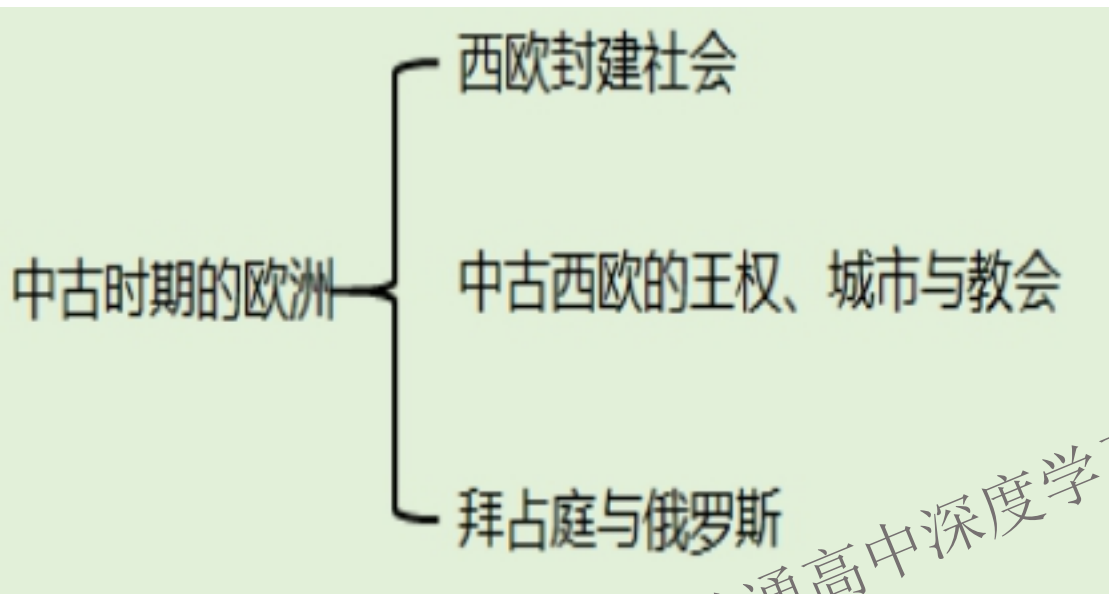 西欧封建社会
中古时期的欧洲
中古西欧的王权、城市与教会
拜占庭与俄罗斯
通高中深度学